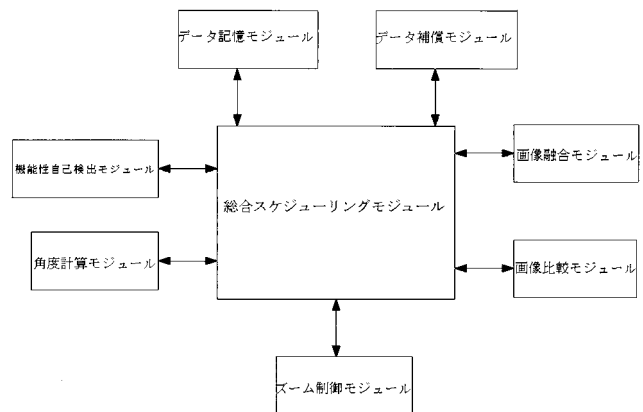 データ記憶モジュール
データ補償モジュール
機能性自己検出モジュール
画像融合モジュール
総合スケジューリングモジュール
角度計算モジュール
画像比較モジュール
ズーム制御モジュール